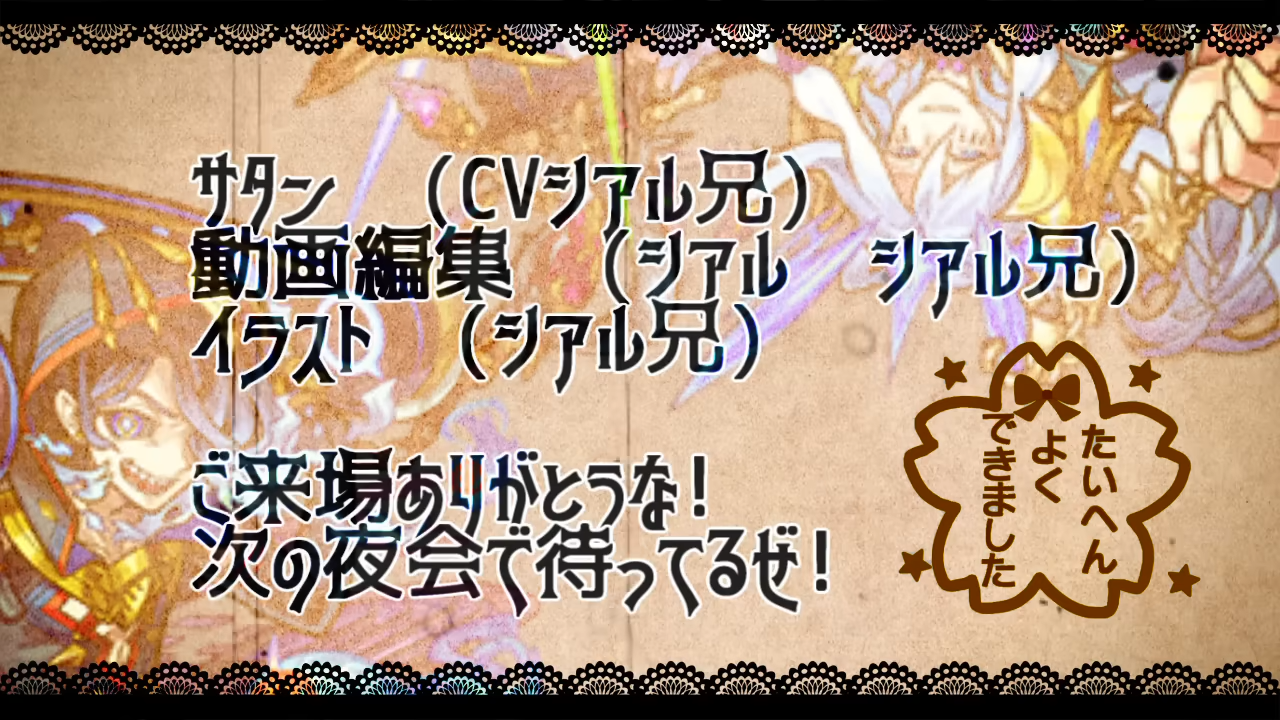 サタン　（CVシアル兄）
動画編集　（シアル　シアル兄）
イラスト　（シアル兄）
ご来場ありがとうな！
次の夜会で待ってるぜ！
たいへん
よく
できました